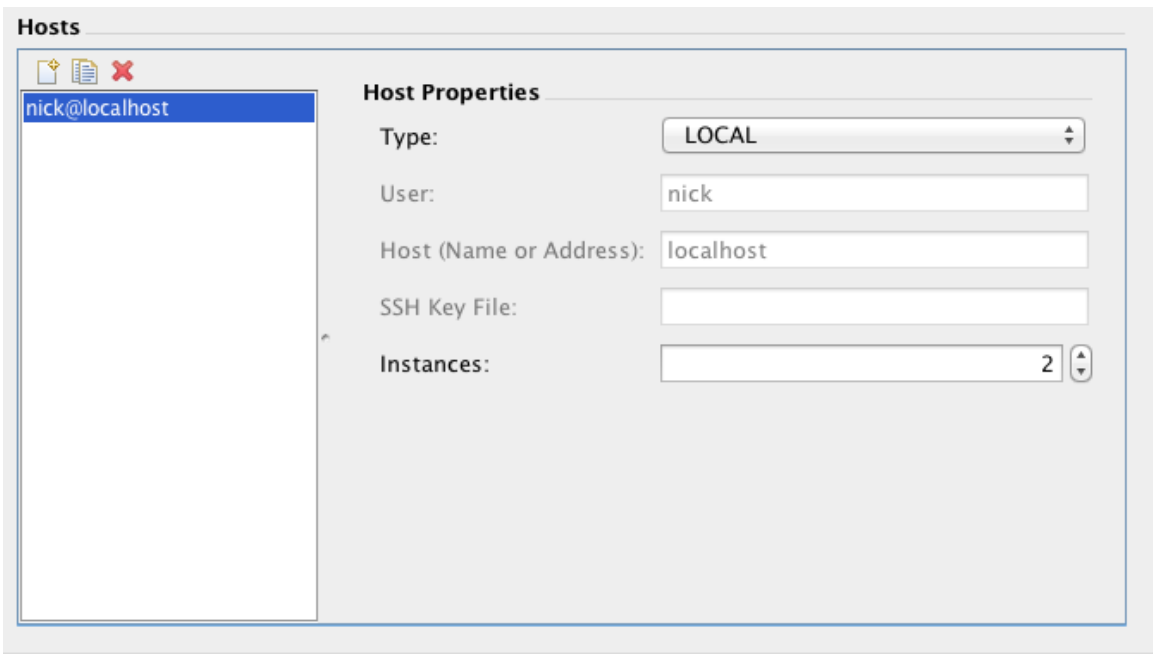 Hosts
nick@localhost
Host Properties
Type: LOCAL
User: nick
Host (Name or Address): localhost
SSH Key File:
Instances: 2